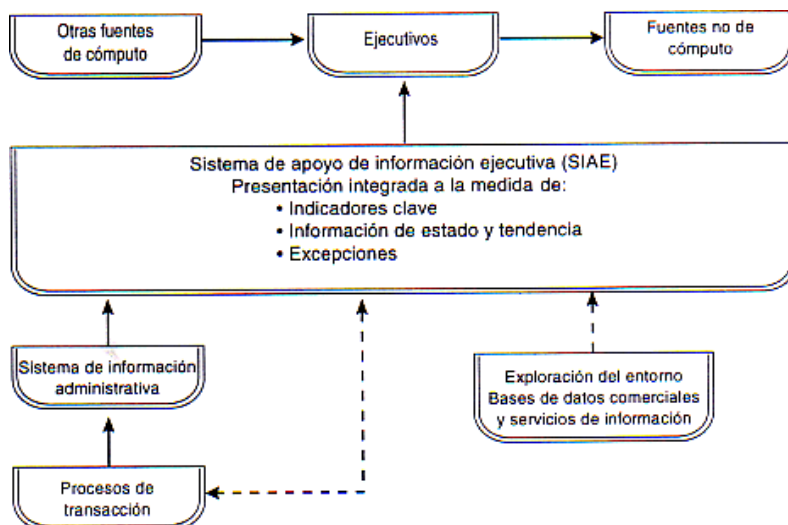 Otras fuentes
de cómputo
Ejecutivos
Fuentes no de
cómputo
Sistema de apoyo de información ejecutiva (SIAE)
Presentación integrada a la medida de:
• Indicadores clave
• Información de estado y tendencia
• Excepciones
Sistema de información
administrativa
Exploración del entorno
Bases de datos comerciales
y servicios de información
Procesos de
transacción